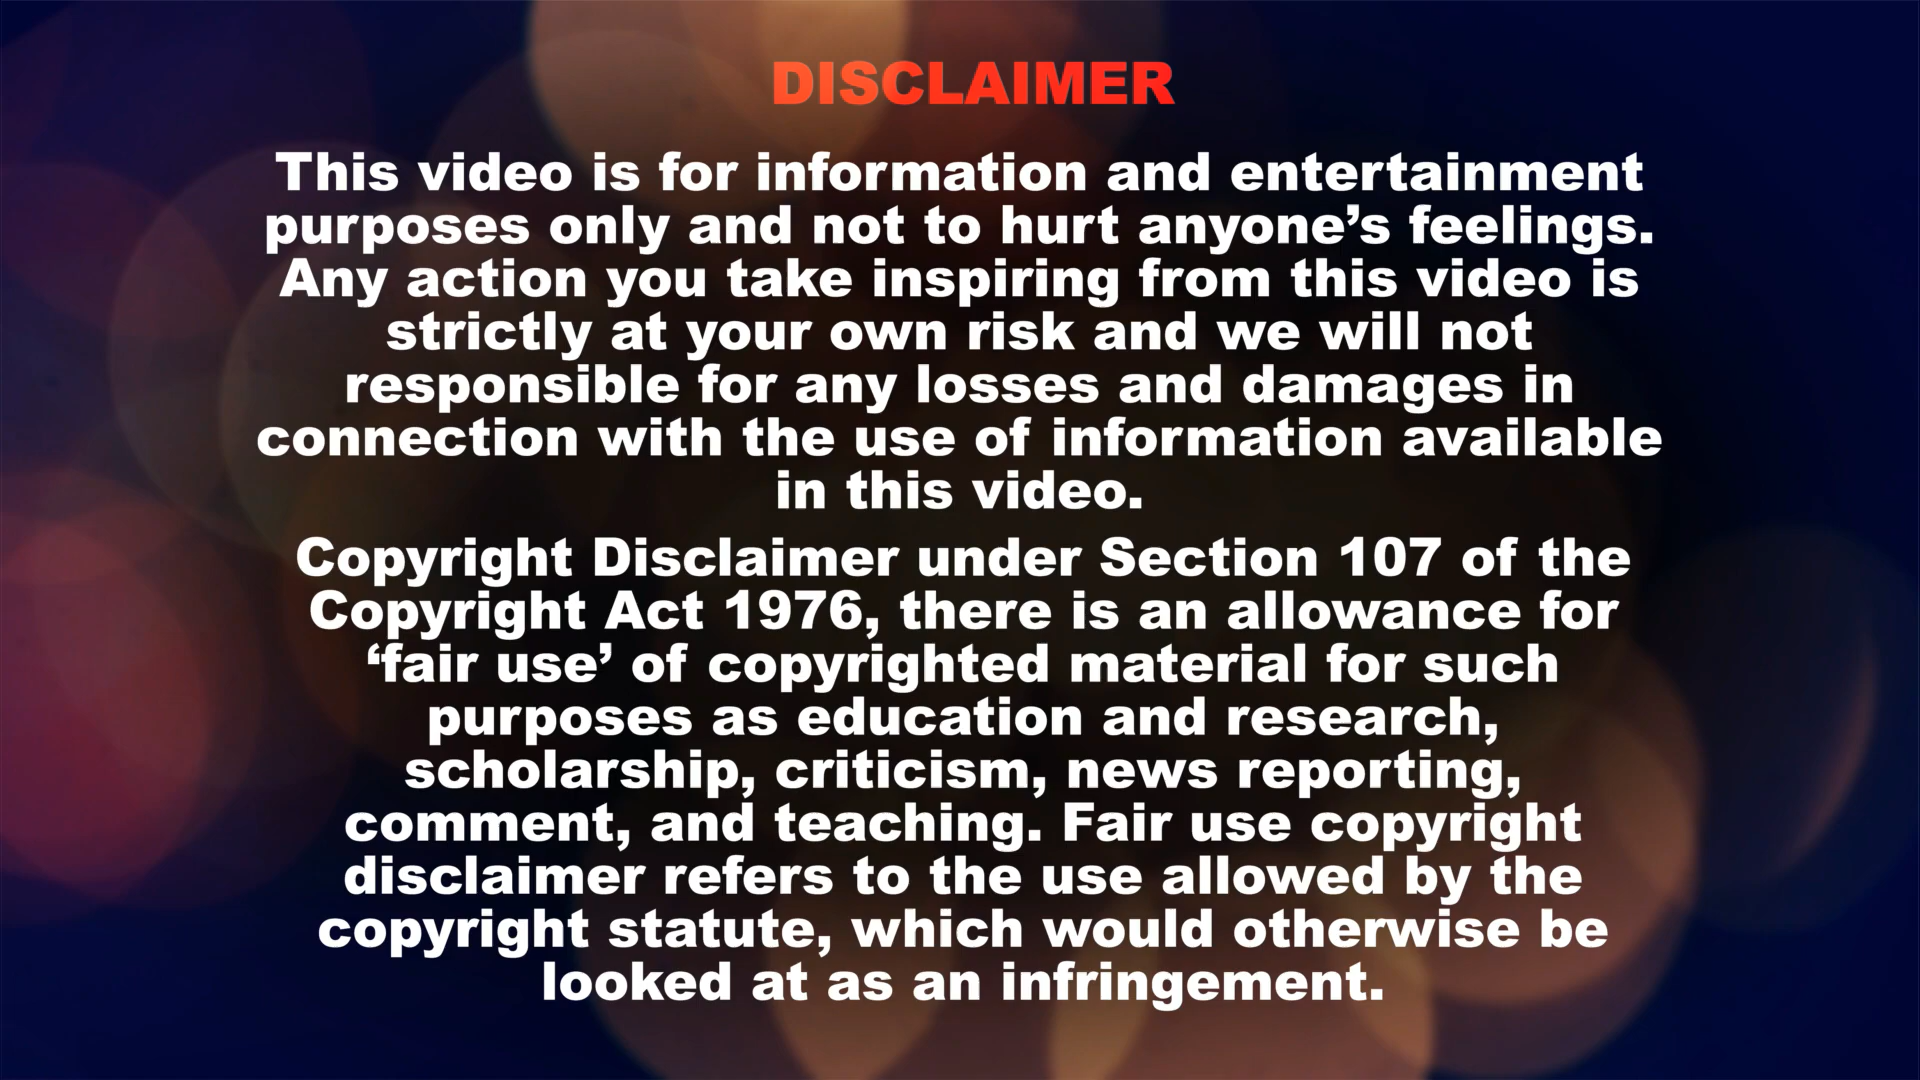 DISCLAIMER
This video is for information and entertainment
purposes only and not to hurt anyone’s feelings.
Any action you take inspiring from this video is
strictly at your own risk and we will not
responsible for any losses and damages in
connection with the use of information available
in this video.
Copyright Disclaimer under Section 107 of the
Copyright Act 1976, there is an allowance for
‘fair use’ of copyrighted material for such
purposes as education and research,
scholarship, criticism, news reporting,
comment, and teaching. Fair use copyright
disclaimer refers to the use allowed by the
copyright statute, which would otherwise be
looked at as an infringement.